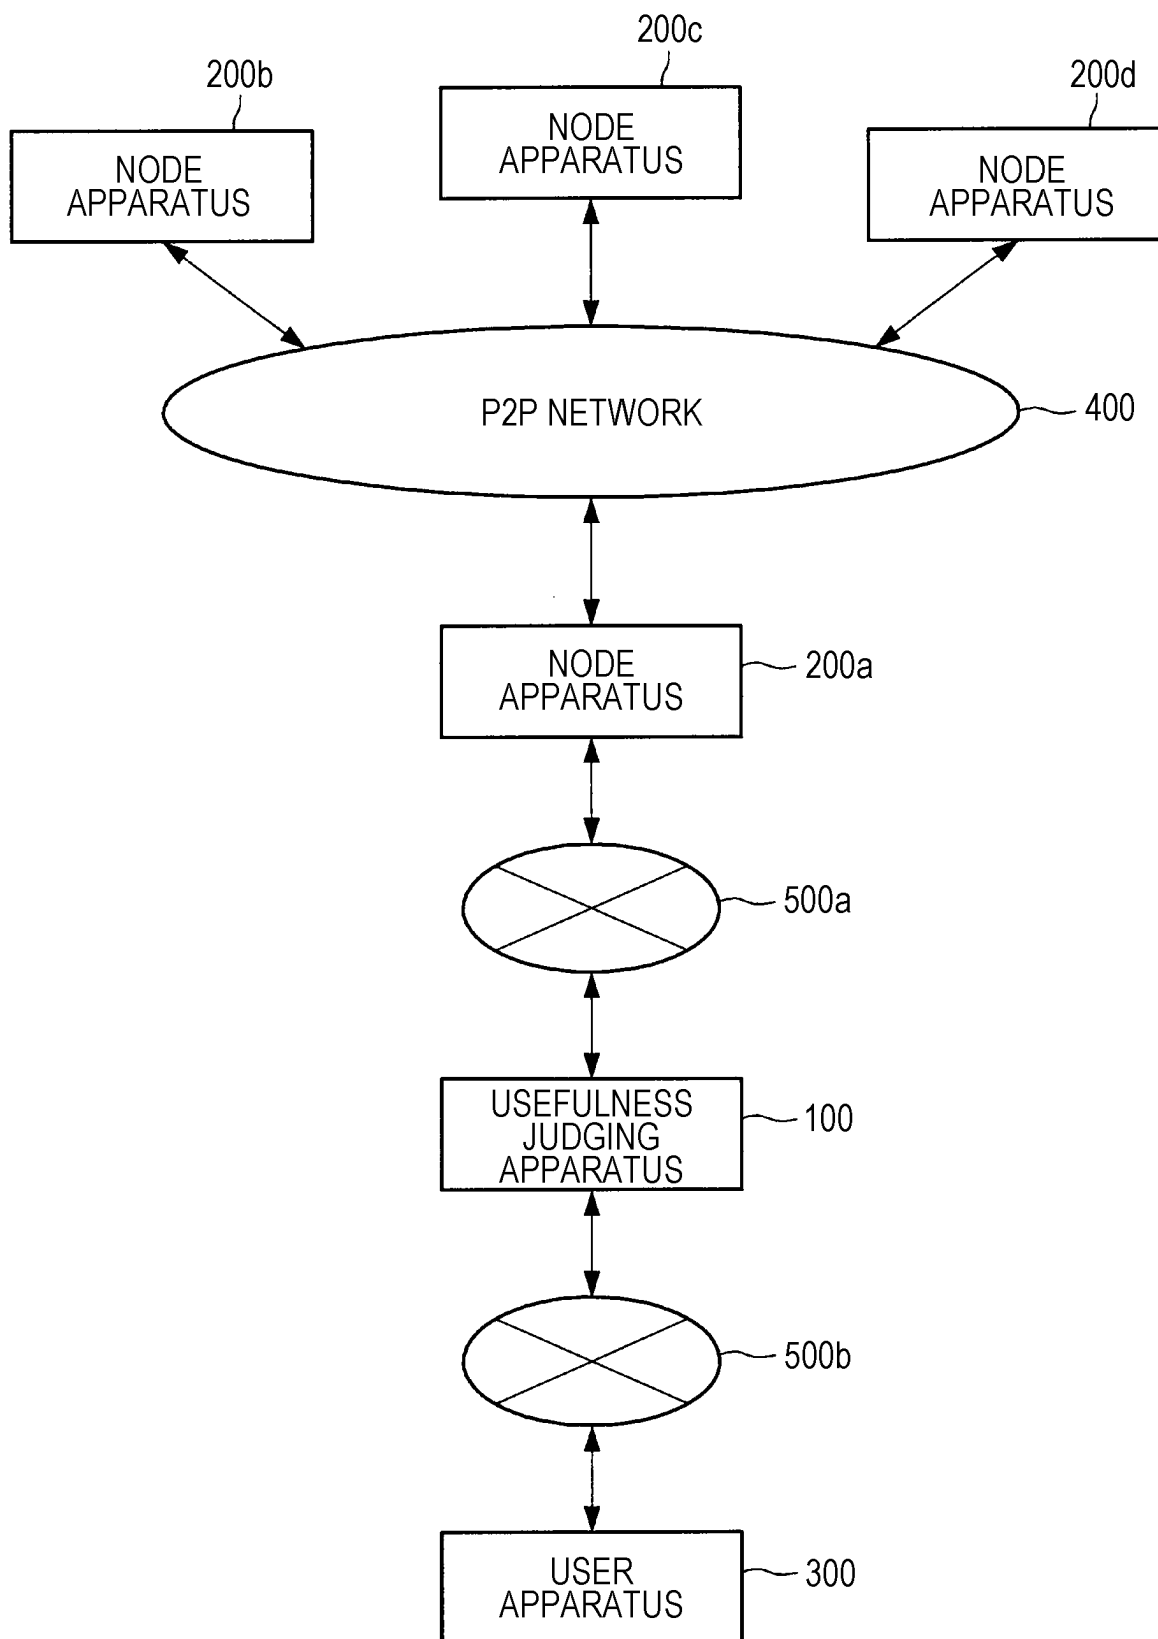 200c
200b
200d
NODE
APPARATUS
NODE
APPARATUS
NODE
APPARATUS
P2P NETWORK
400
NODE
APPARATUS
200a
500a
USEFULNESS
JUDGING
APPARATUS
100
500b
USER
APPARATUS
300